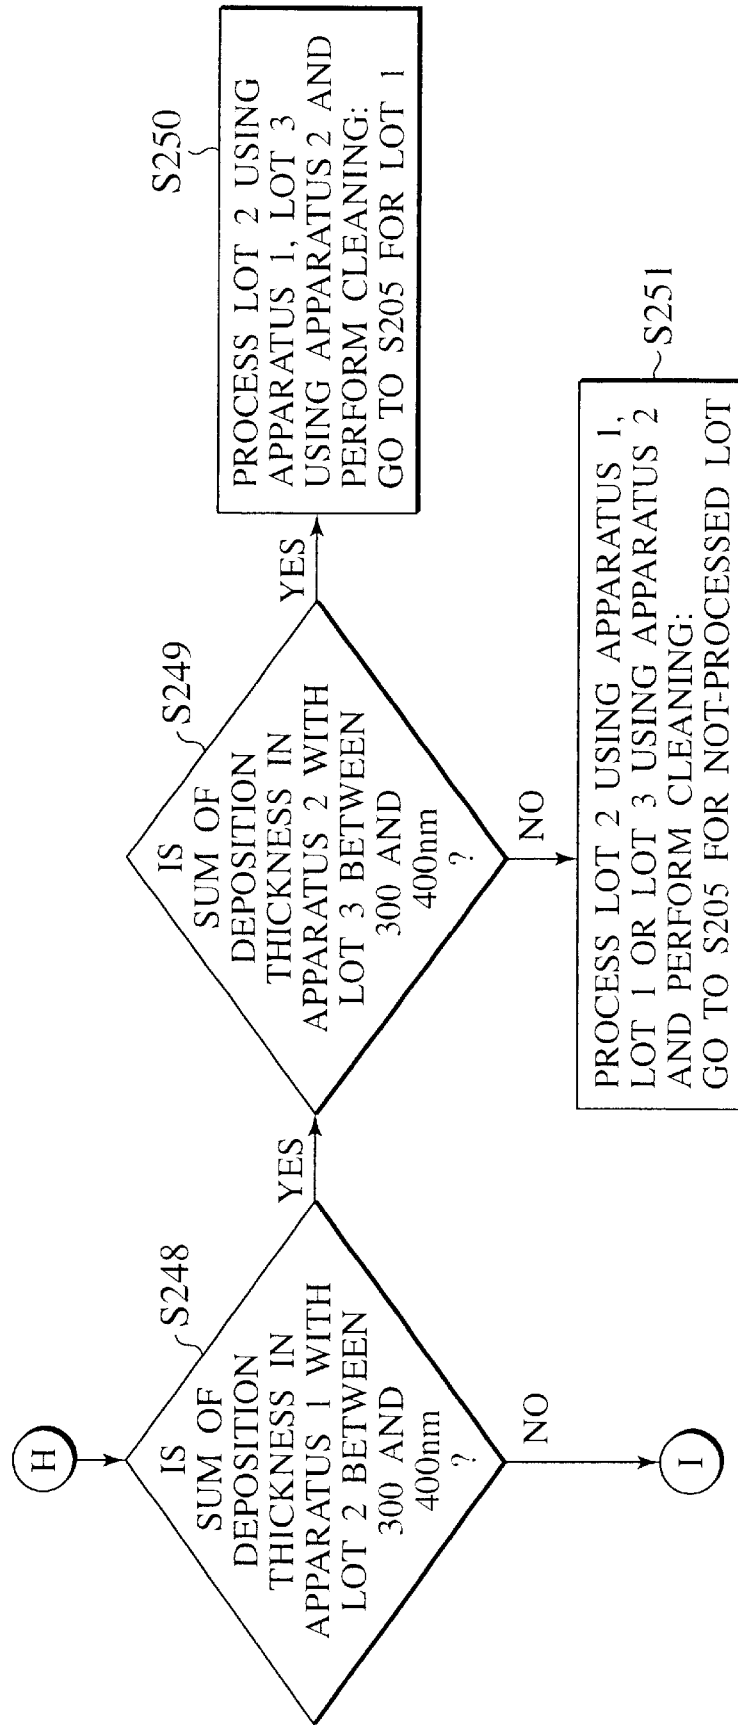 H
S248
IS
SUM OF
DEPOSITION
THICKNESS IN
APPARATUS 1 WITH
LOT 2 BETWEEN
300 AND
400nm
?
YES
NO
I
S249
IS
SUM OF
DEPOSITION
THICKNESS IN
APPARATUS 2 WITH
LOT 3 BETWEEN
300 AND
400nm
?
YES
NO
S250
PROCESS LOT 2 USING
APPARATUS 1, LOT 3
USING APPARATUS 2 AND
PERFORM CLEANING:
GO TO S205 FOR LOT 1
S251
PROCESS LOT 2 USING APPARATUS 1,
LOT 1 OR LOT 3 USING APPARATUS 2
AND PERFORM CLEANING:
GO TO S205 FOR NOT-PROCESSED LOT